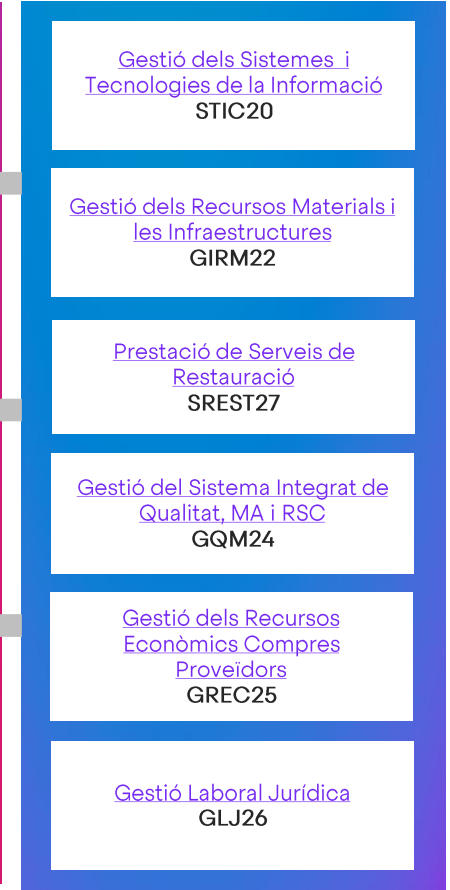 Gestió dels Sistemes i
Tecnologies de la Informació
STIC20
Gestió dels Recursos Materials i
les Infraestructures
GIRM22
Prestació de Serveis de
Restauració
SREST27
Gestió del Sistema Integrat de
Qualitat, MA i RSC
GQM24
Gestió dels Recursos
Econòmics Compres
Proveïdors
GREC25
Gestió Laboral Jurídica
GLJ26